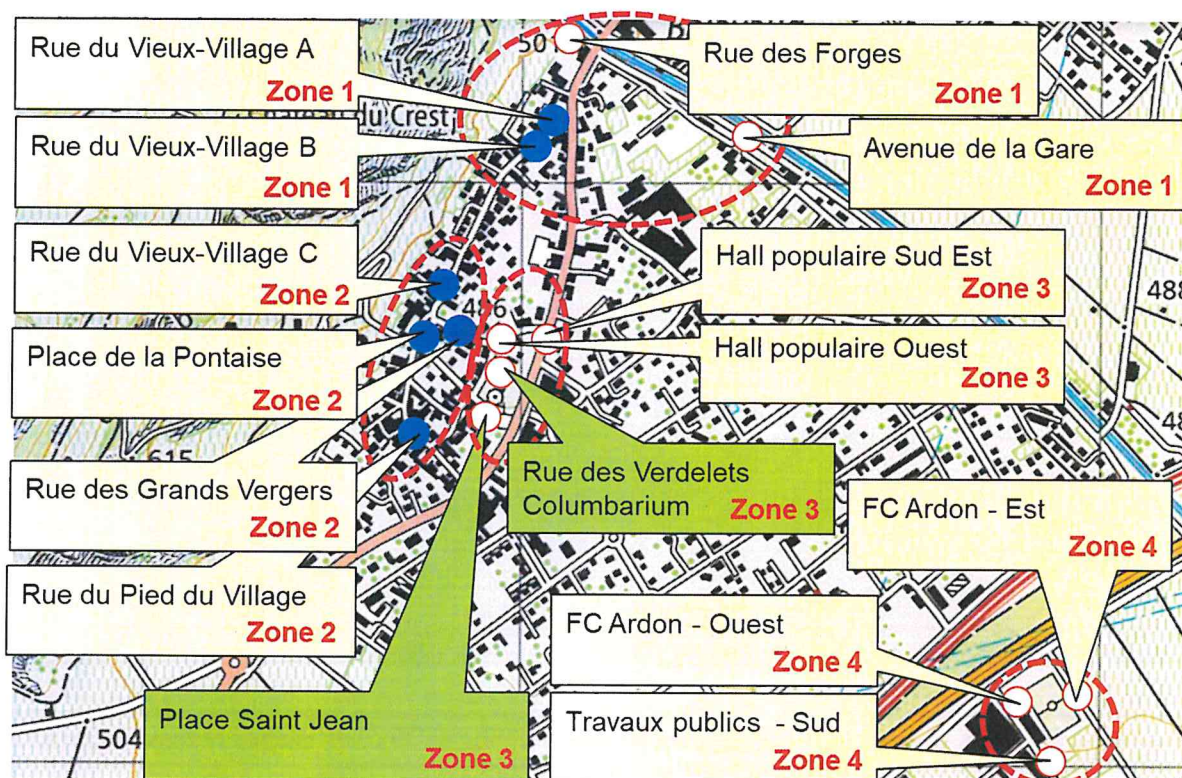 Rue du Vieux-Village A
Zone 1
Rue du Vieux-Village B
Zone 1
Rue du Vieux-Village C
Zone 2
Place de la Pontaise
Zone 2
Rue des Grands Vergers
Zone 2
Rue du Pied du Village
Zone 2
Place Saint Jean
Zone 3
Rue des Forges
Zone 1
Avenue de la Gare
Zone 1
Hall populaire Sud Est
Zone 3
Hall populaire Ouest
Zone 3
Rue des Verdelets
Columbarium Zone 3
FC Ardon - Est
Zone 4
FC Ardon - Ouest
Zone 4
Travaux publics - Sud
Zone 4
du Crest
50
486
488
48
615
504